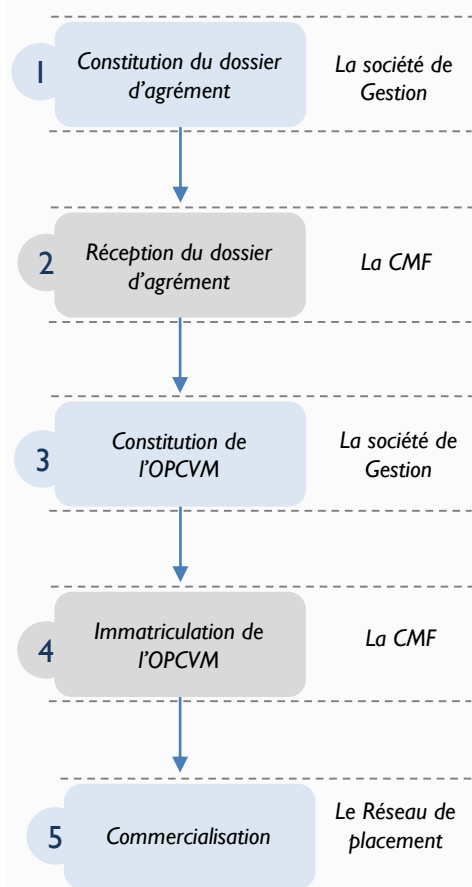 1
Constitution du dossier
d'agrément
La société de
Gestion
2
Réception du dossier
d'agrément
La CMF
3
Constitution de
l'OPCVM
La société de
Gestion
4
Immatriculation de
l'OPCVM
La CMF
5
Commercialisation
Le Réseau de
placement